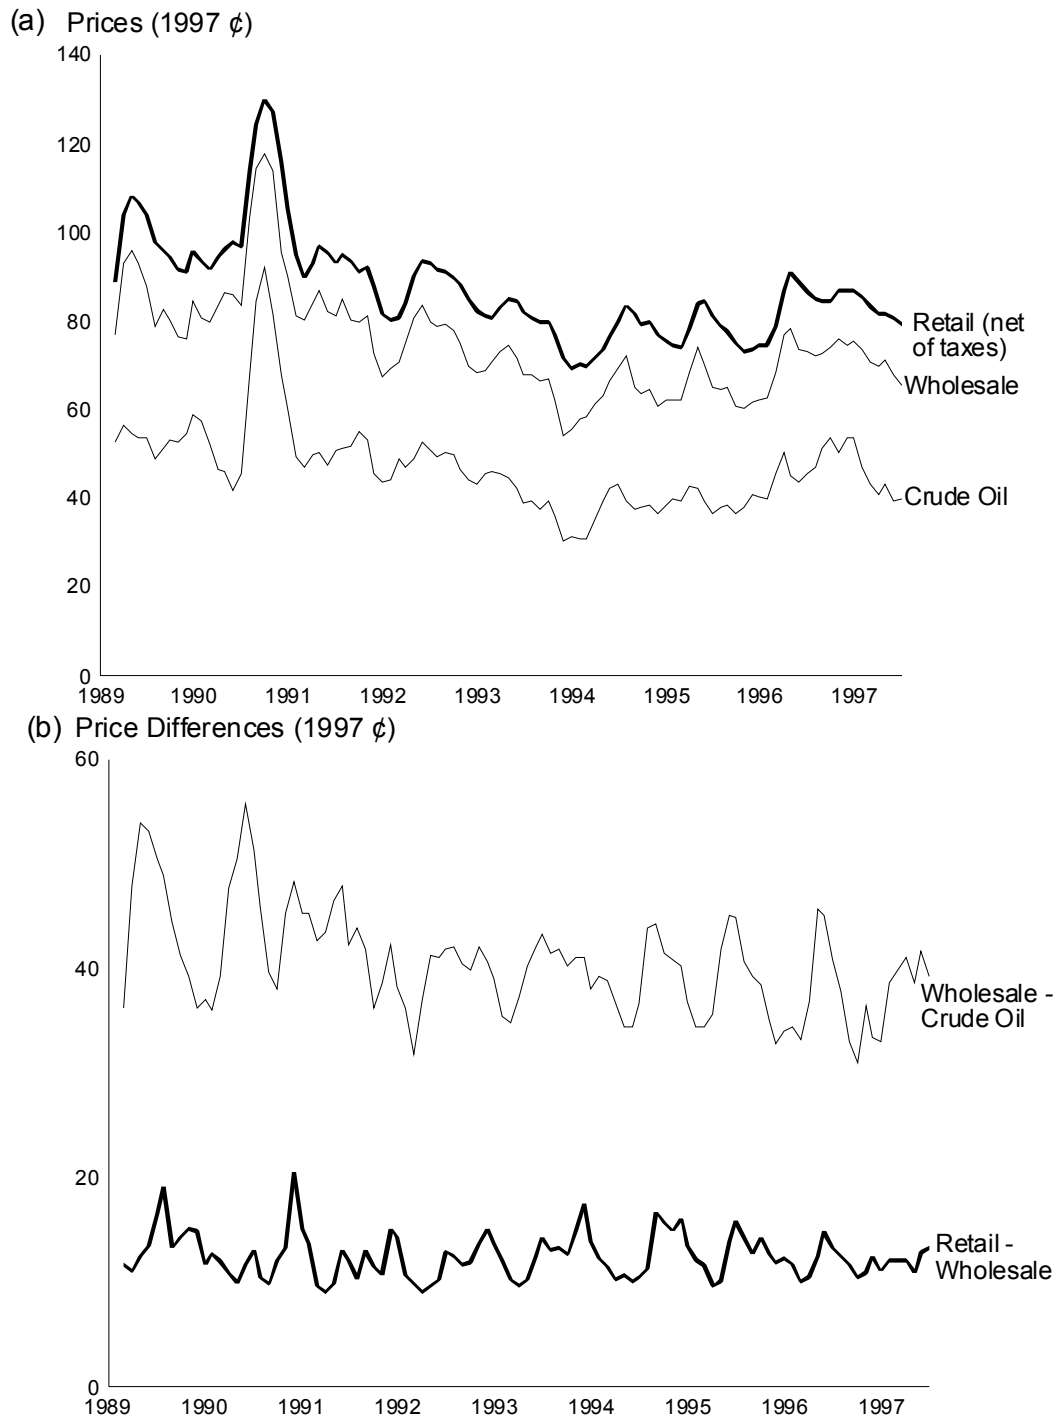 (a) Prices (1997 ¢)
140
120
100
80
60
40
20
0
Retail (net
of taxes)
Wholesale
Crude Oil
1989 1990 1991 1992 1993 1994 1995 1996 1997
(b) Price Differences (1997 ¢)
60
40
20
0
Wholesale -
Crude Oil
Retail -
Wholesale
1989 1990 1991 1992 1993 1994 1995 1996 1997